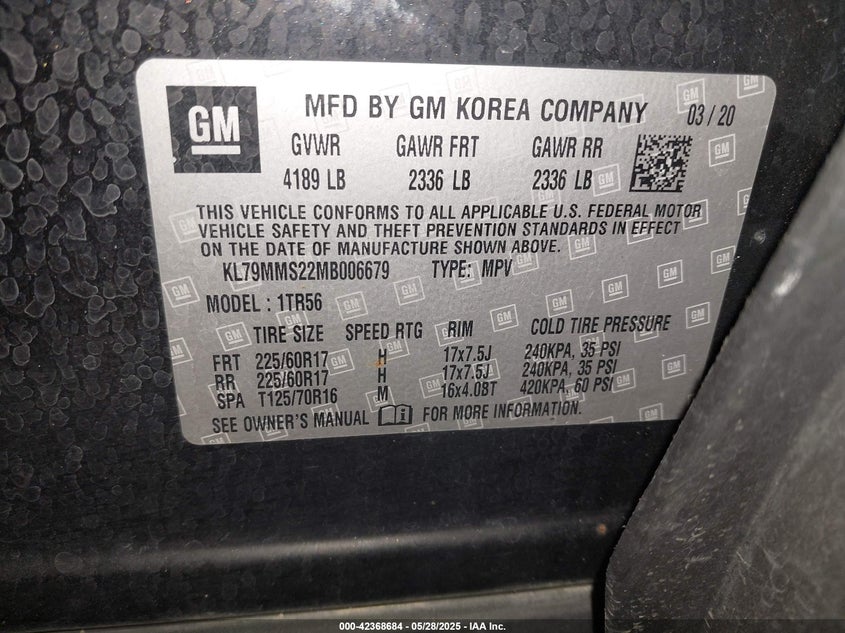 GM MFD BY GM KOREA COMPANY 03/20
GVWR GAWR FRT GAWR RR
4189 LB 2336 LB 2336 LB
THIS VEHICLE CONFORMS TO ALL APPLICABLE U.S. FEDERAL MOTOR
VEHICLE SAFETY AND THEFT PREVENTION STANDARDS IN EFFECT
ON THE DATE OF MANUFACTURE SHOWN ABOVE.
KL79MMS22MB006679 TYPE: MPV
MODEL : 1TR56
TIRE SIZE SPEED RTG RIM COLD TIRE PRESSURE
FRT 225/60R17 H 17x7.5J 240KPA, 35 PSI
RR 225/60R17 H 17x7.5J 240KPA, 35 PSI
SPA T125/70R16 M 16x4.0BT 420KPA, 60 PSI
SEE OWNER'S MANUAL FOR MORE INFORMATION.
000-42368684 / 05/28/2025 - IAA Inc.